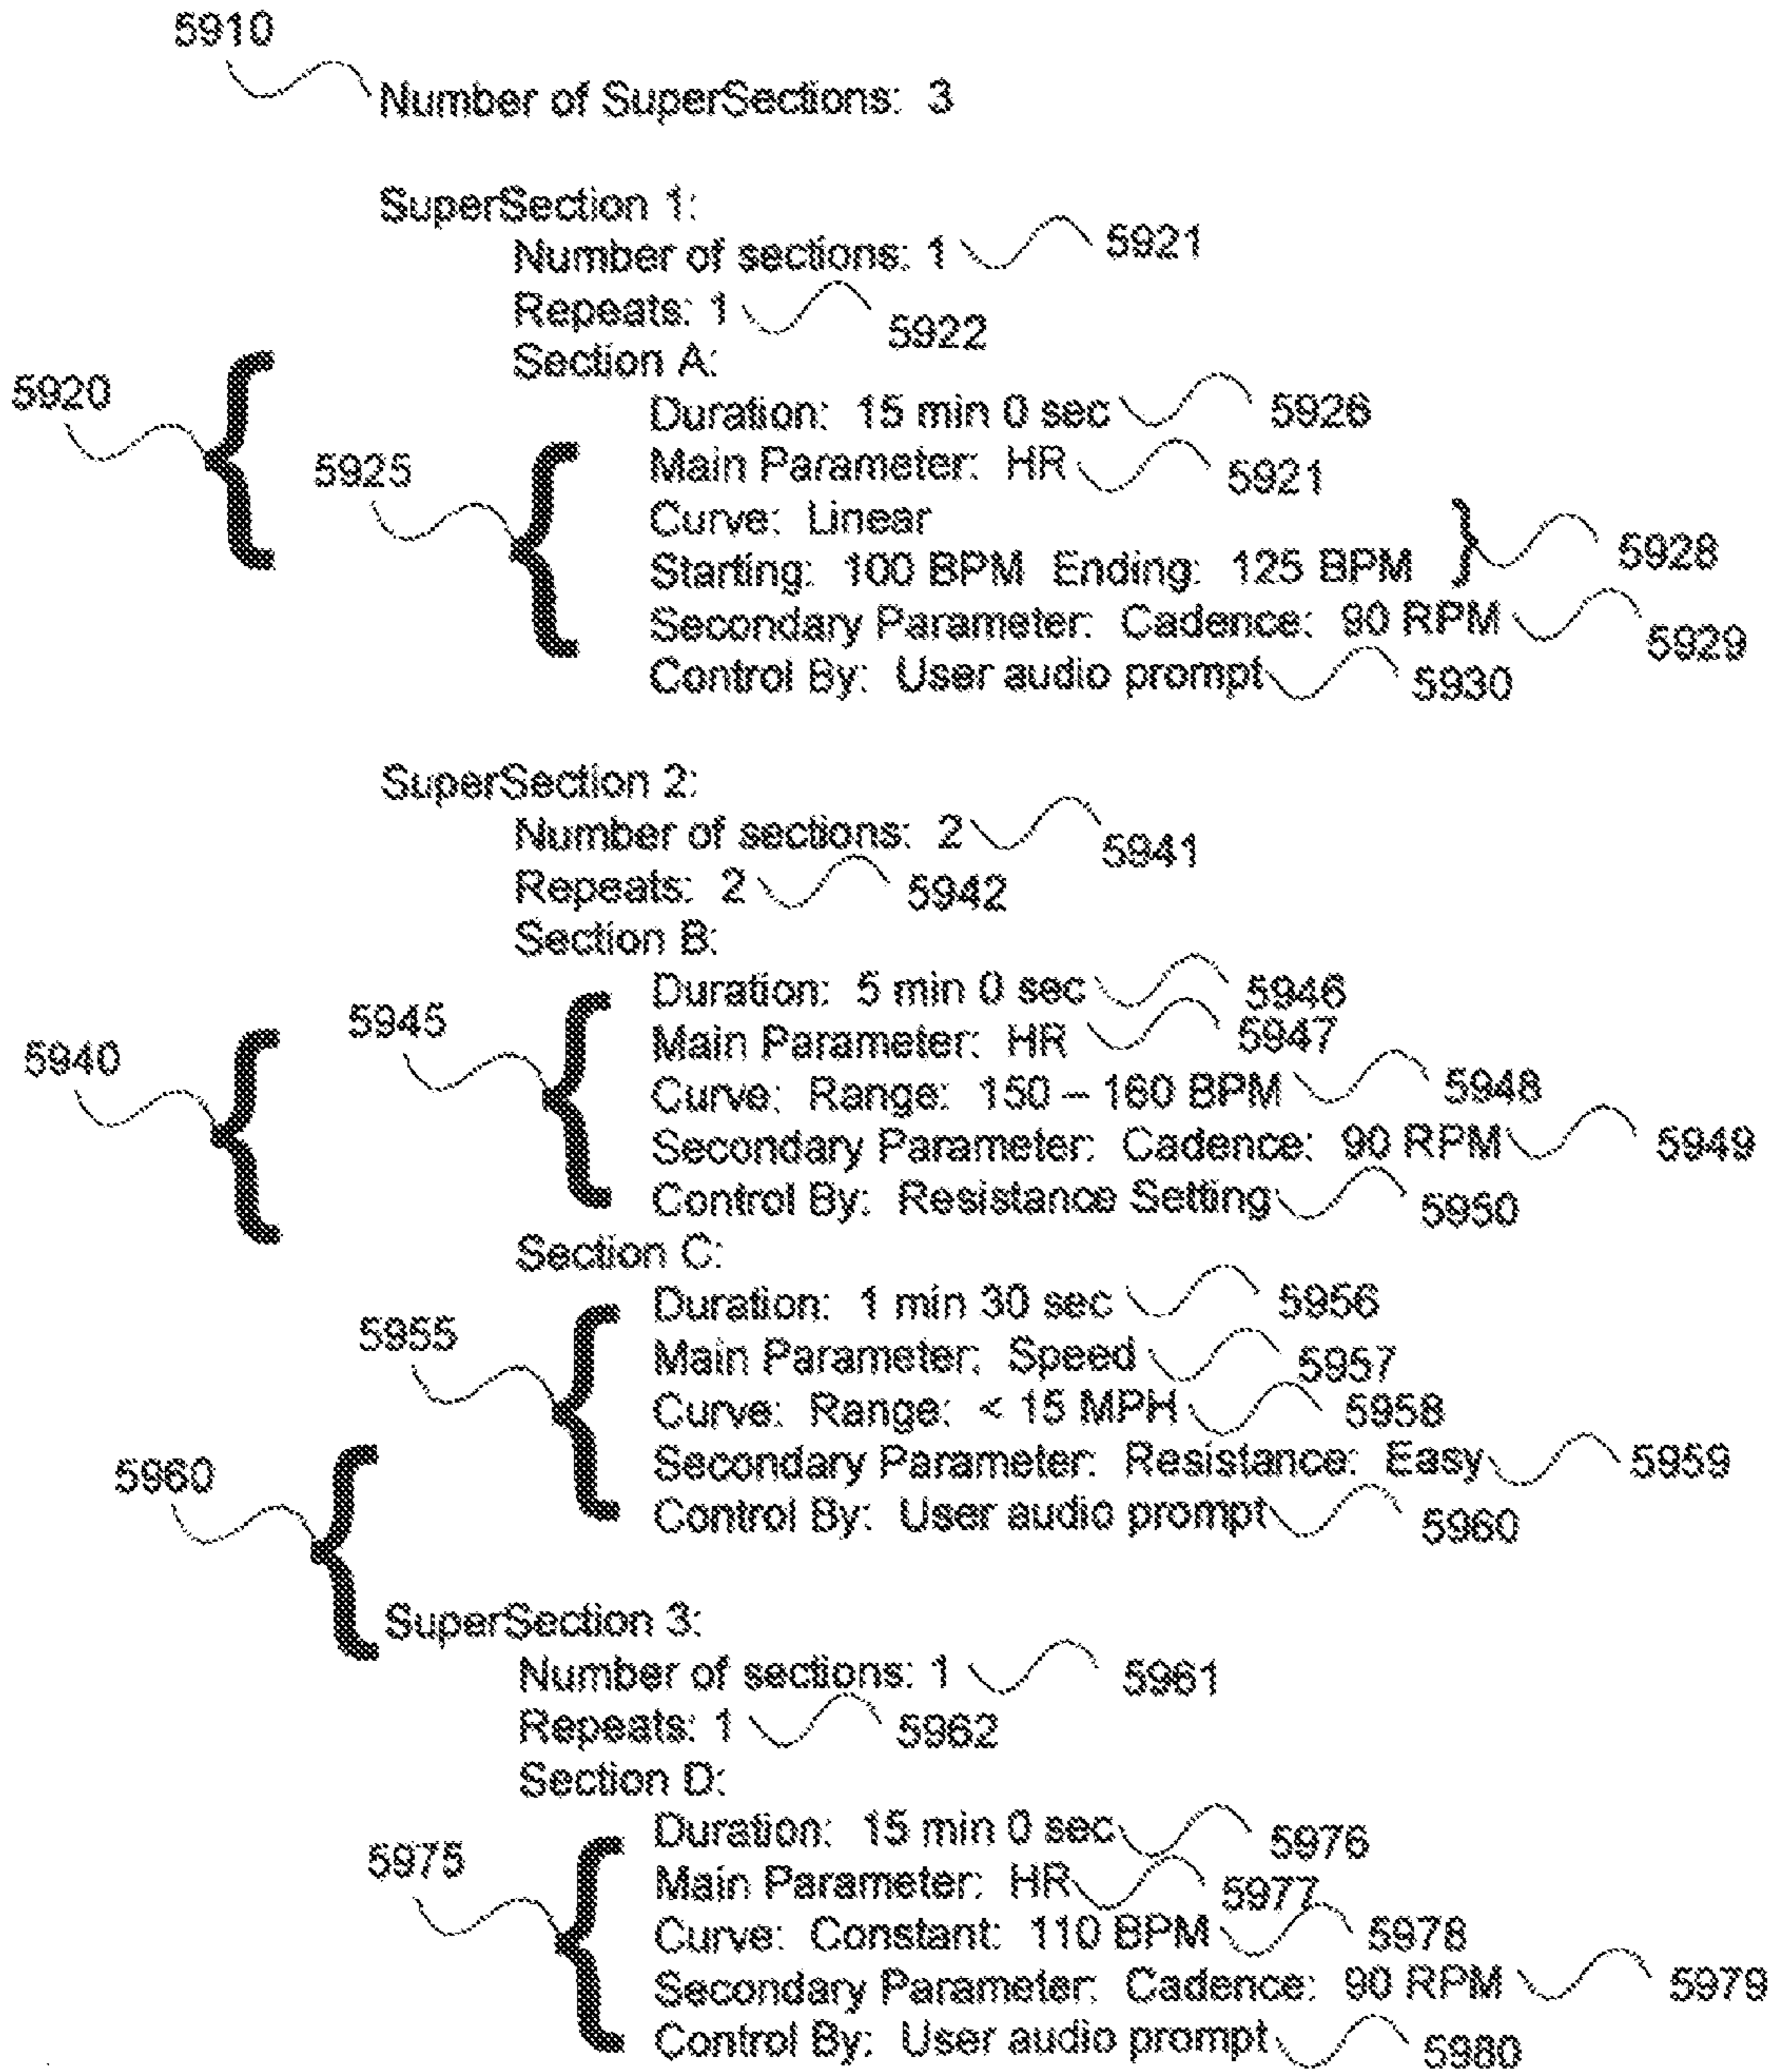 5910
Number of SuperSections: 3
SuperSection 1:
Number of sections: 1 5921
Repeats: 1 5922
Section A:
5920
Duration: 15 min 0 sec 5926
5925 Main Parameter: HR 5921
Curve: Linear
Starting: 100 BPM Ending: 125 BPM } 5928
Secondary Parameter: Cadence: 90 RPM 5929
Control By: User audio prompt 5930
SuperSection 2:
Number of sections: 2 5941
Repeats: 2 5942
Section B:
Duration: 5 min 0 sec 5946
5940 5945 Main Parameter: HR 5947
Curve: Range: 150 – 160 BPM 5948
Secondary Parameter: Cadence: 90 RPM 5949
Control By: Resistance Setting 5950
Section C:
Duration: 1 min 30 sec 5956
5955 Main Parameter: Speed 5957
Curve: Range: < 15 MPH 5958
5960 Secondary Parameter: Resistance: Easy 5959
Control By: User audio prompt 5960
SuperSection 3:
Number of sections: 1 5961
Repeats: 1 5962
Section D:
Duration: 15 min 0 sec 5976
5975 Main Parameter: HR 5977
Curve: Constant: 110 BPM 5978
Secondary Parameter: Cadence: 90 RPM 5979
Control By: User audio prompt 5980